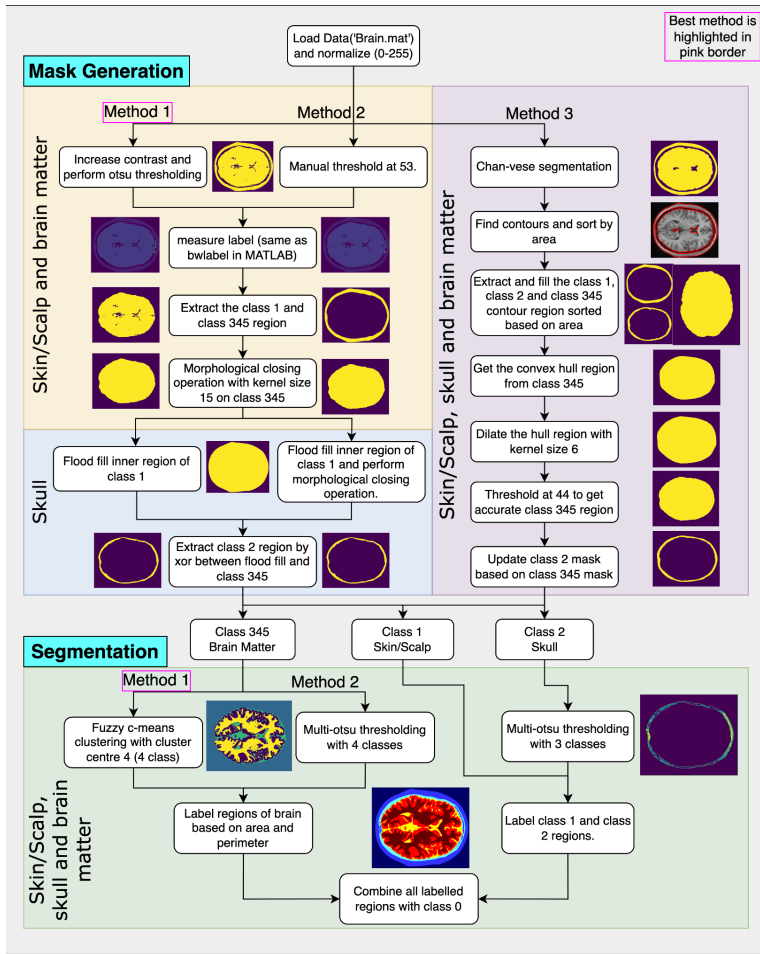 Load Data('Brain.mat')
and normalize (0-255)
Best method is
highlighted in
pink border
Mask Generation
Method 1
Method 2
Method 3
Skin/Scalp and brain matter
Increase contrast and
perform otsu thresholding
Manual threshold at 53.
measure label (same as
bwlabel in MATLAB)
Extract the class 1 and
class 345 region
Morphological closing
operation with kernel size
15 on class 345
Skull
Flood fill inner region of
class 1
Flood fill inner region of
class 1 and perform
morphological closing
operation.
Extract class 2 region by
xor between flood fill and
class 345
Skin/Scalp, skull and brain matter
Chan-vese segmentation
Find contours and sort by
area
Extract and fill the class 1,
class 2 and class 345
contour region sorted
based on area
Get the convex hull region
from class 345
Dilate the hull region with
kernel size 6
Threshold at 44 to get
accurate class 345 region
Update class 2 mask
based on class 345 mask
Class 345
Brain Matter
Class 1
Skin/Scalp
Class 2
Skull
Segmentation
Method 1
Method 2
Skin/Scalp,
skull and brain
matter
Fuzzy c-means
clustering with cluster
centre 4 (4 class)
Multi-otsu thresholding
with 4 classes
Multi-otsu thresholding
with 3 classes
Label regions of brain
based on area and
perimeter
Label class 1 and class
2 regions.
Combine all labelled
regions with class 0